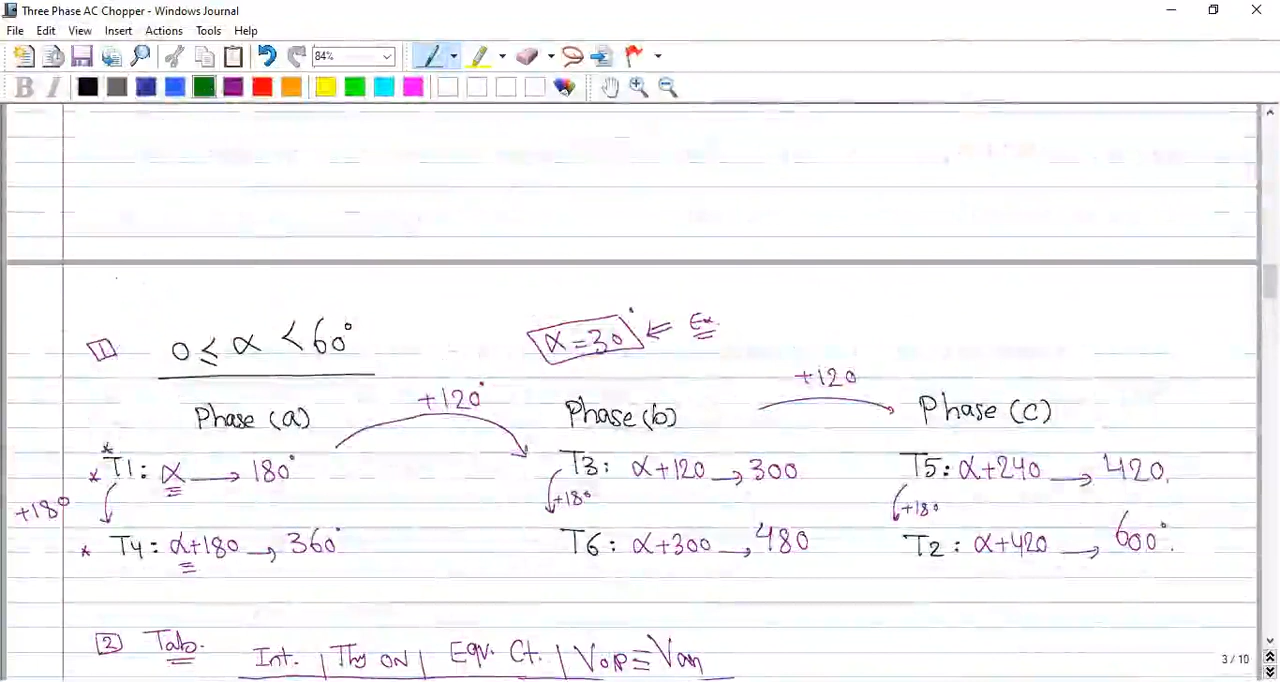 Three Phase AC Chopper - Windows Journal
File Edit View Insert Actions Tools Help
84%
B I
1 0 ≤ α < 60° α=30° ⇐ Ex.
+120° +120
Phase (a) Phase (b) Phase (c)
* T1: α → 180° T3: α+120 → 300 T5: α+240 → 420.
+180 +180 +180
* T4: α+180 → 360° T6: α+300 → 480 T2: α+420 → 600°.
2 Tab. Int. | Thy ON | Eqv. Ct. | VOP ≡ Van
3 / 10